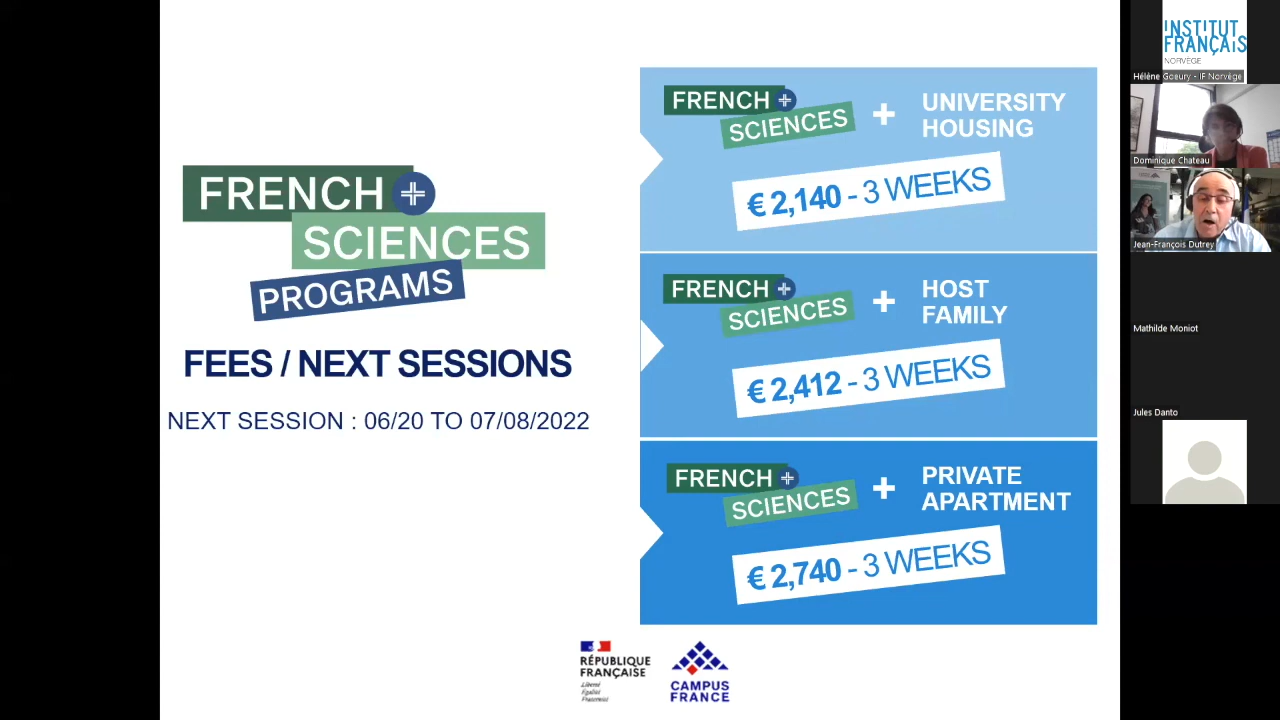 FRENCH
SCIENCES
PROGRAMS
FEES / NEXT SESSIONS
NEXT SESSION : 06/20 TO 07/08/2022
FRENCH
SCIENCES
+
UNIVERSITY
HOUSING
€ 2,140 - 3 WEEKS
FRENCH
SCIENCES
+
HOST
FAMILY
€ 2,412 - 3 WEEKS
FRENCH
SCIENCES
+
PRIVATE
APARTMENT
€ 2,740 - 3 WEEKS
RÉPUBLIQUE
FRANÇAISE
Liberté
Égalité
Fraternité
CAMPUS
FRANCE
INSTITUT
FRANÇAIS
NORVÈGE
Hélène Goeury - IF Norvège
Dominique Chateau
Jean-François Dutrey
Mathilde Moniot
Jules Danto